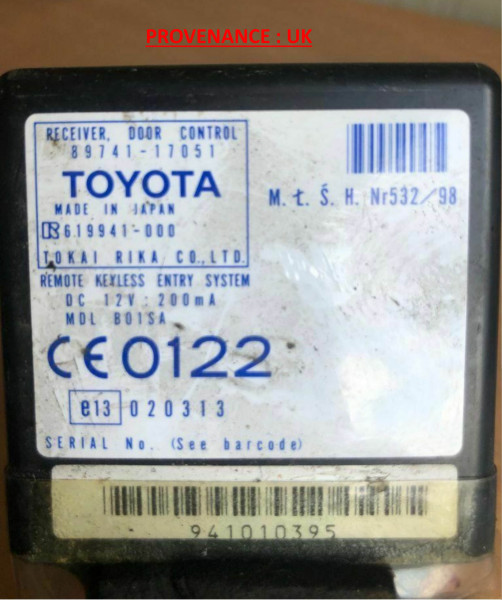 PROVENANCE : UK
RECEIVER, DOOR CONTROL
89741-17051
TOYOTA
MADE IN JAPAN
R 619941-000
TOKAI RIKA CO., LTD.
M. Ł. Š. H. Nr532/98
REMOTE KEYLESS ENTRY SYSTEM
DC 12V : 200mA
MDL B01SA
CE0122
e13 020313
SERIAL No. (See barcode)
941010395